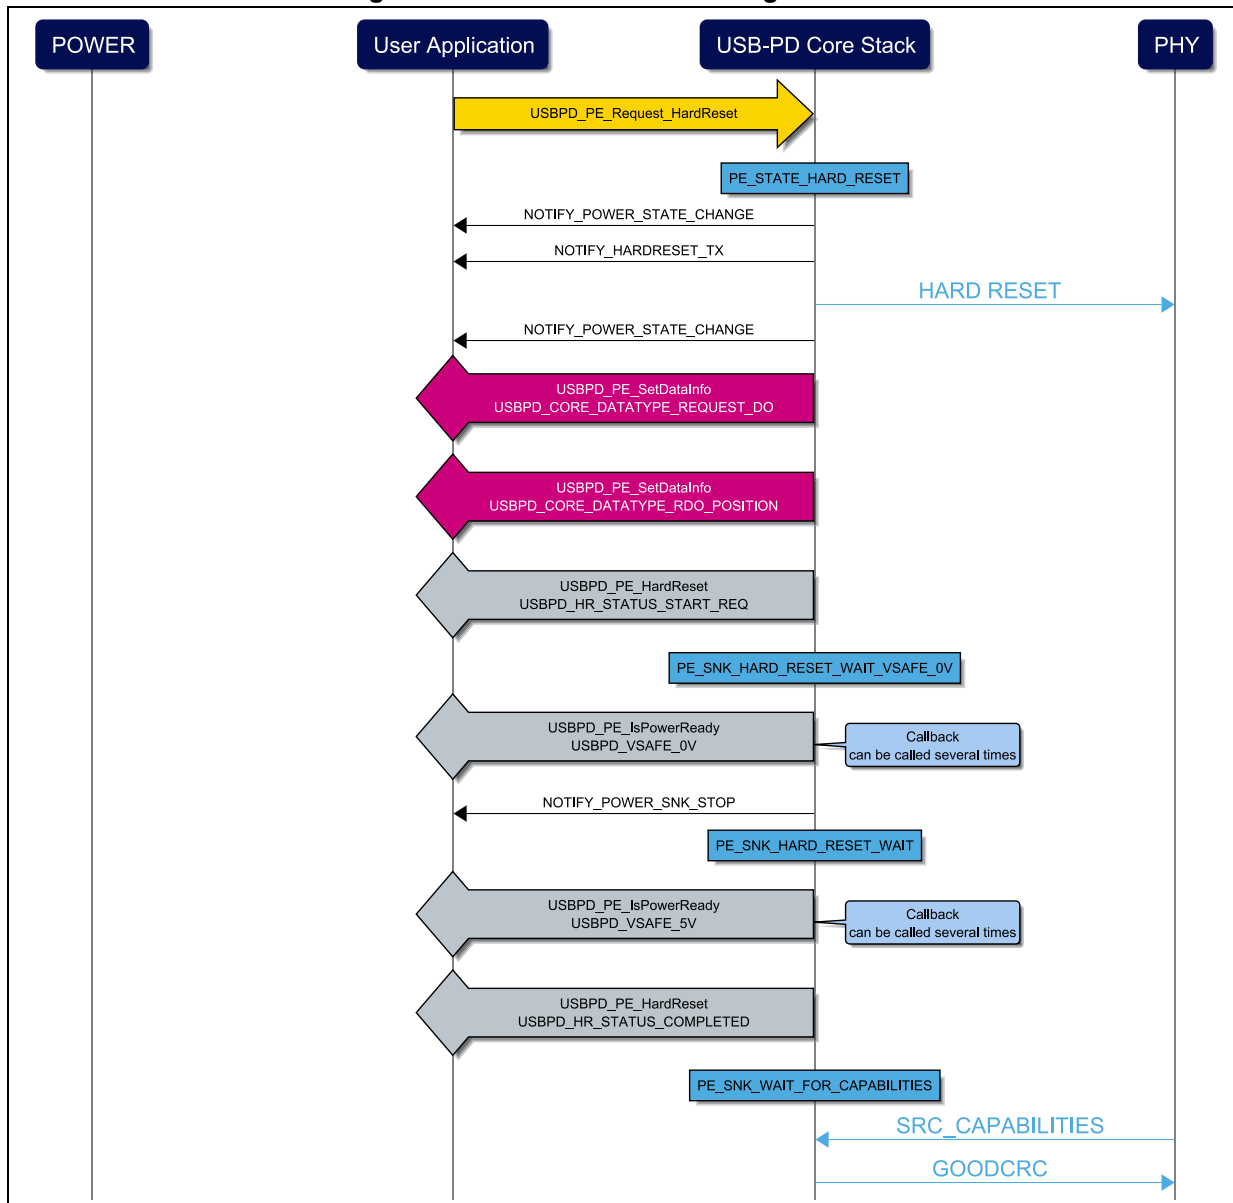 POWER
User Application
USB-PD Core Stack
PHY
USBPD_PE_Request_HardReset
PE_STATE_HARD_RESET
NOTIFY_POWER_STATE_CHANGE
NOTIFY_HARDRESET_TX
HARD RESET
NOTIFY_POWER_STATE_CHANGE
USBPD_PE_SetDataInfo
USBPD_CORE_DATATYPE_REQUEST_DO
USBPD_PE_SetDataInfo
USBPD_CORE_DATATYPE_RDO_POSITION
USBPD_PE_HardReset
USBPD_HR_STATUS_START_REQ
PE_SNK_HARD_RESET_WAIT_VSAFE_0V
USBPD_PE_IsPowerReady
USBPD_VSAFE_0V
Callback
can be called several times
NOTIFY_POWER_SNK_STOP
PE_SNK_HARD_RESET_WAIT
USBPD_PE_IsPowerReady
USBPD_VSAFE_5V
Callback
can be called several times
USBPD_PE_HardReset
USBPD_HR_STATUS_COMPLETED
PE_SNK_WAIT_FOR_CAPABILITIES
SRC_CAPABILITIES
GOODCRC